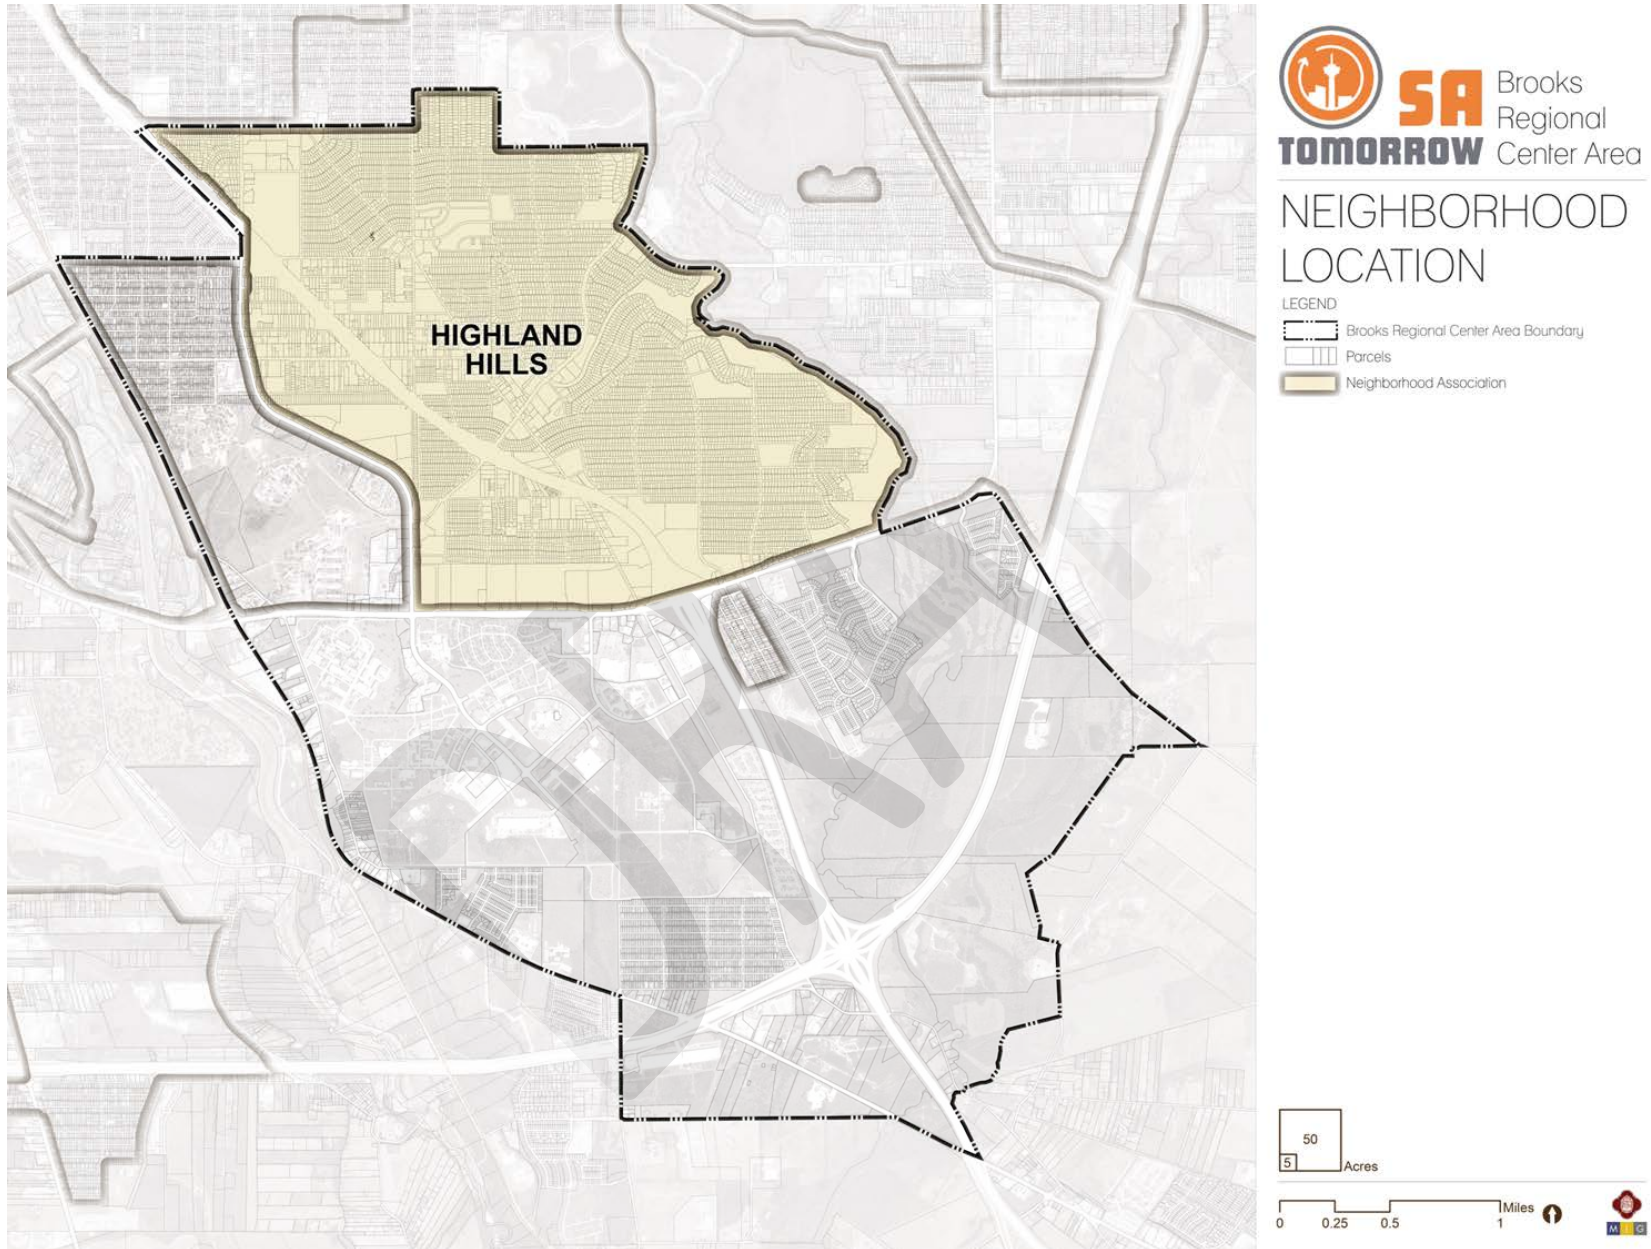 SA
TOMORROW
Brooks
Regional
Center Area
NEIGHBORHOOD
LOCATION
LEGEND
Brooks Regional Center Area Boundary
Parcels
Neighborhood Association
HIGHLAND
HILLS
DRAFT
50
5
Acres
Miles
0
0.25
0.5
1
M I G